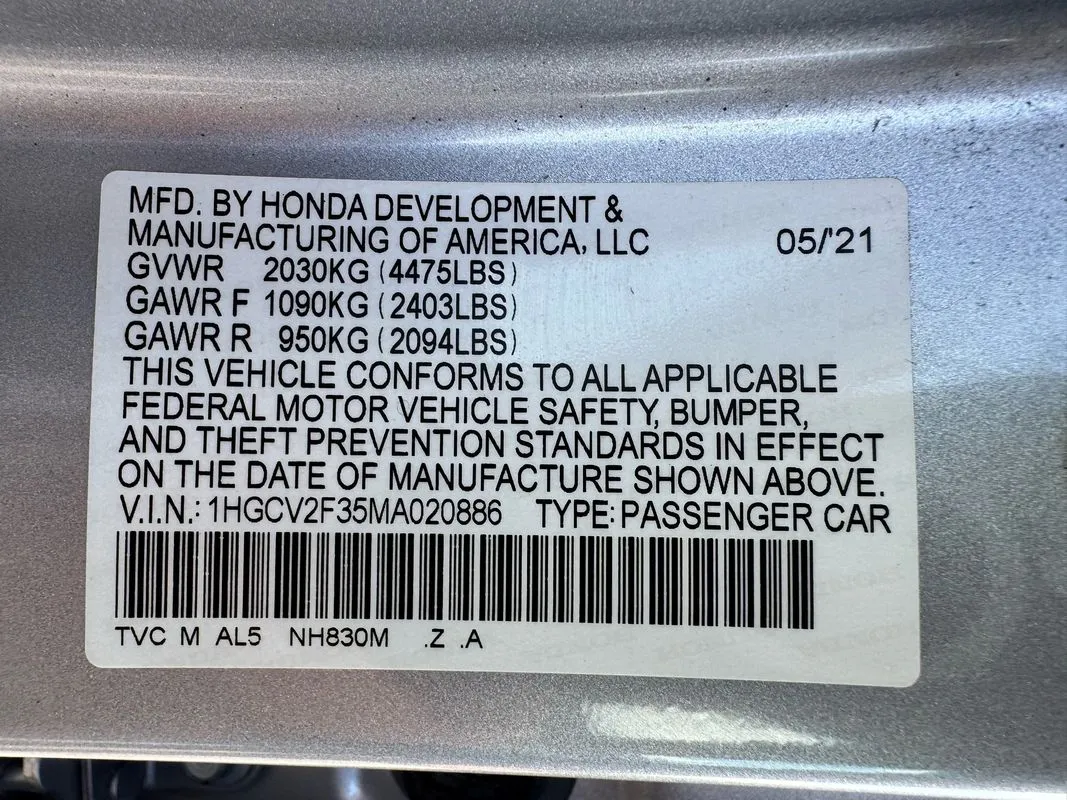 MFD. BY HONDA DEVELOPMENT &
MANUFACTURING OF AMERICA, LLC 05/'21
GVWR 2030KG (4475LBS)
GAWR F 1090KG (2403LBS)
GAWR R 950KG (2094LBS)
THIS VEHICLE CONFORMS TO ALL APPLICABLE
FEDERAL MOTOR VEHICLE SAFETY, BUMPER,
AND THEFT PREVENTION STANDARDS IN EFFECT
ON THE DATE OF MANUFACTURE SHOWN ABOVE.
V.I.N.: 1HGCV2F35MA020886 TYPE: PASSENGER CAR
TVC M AL5 NH830M .Z .A